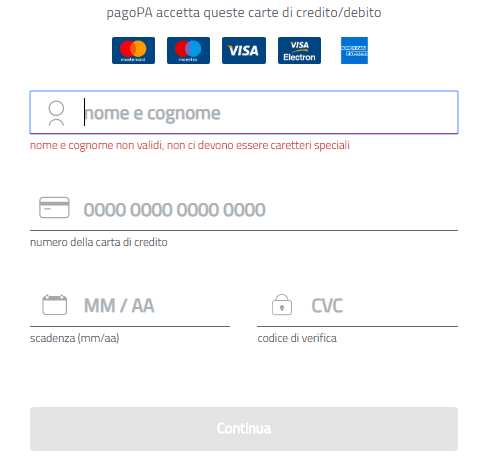 pagoPA accetta queste carte di credito/debito
mastercard maestro VISA VISA Electron AMERICAN EXPRESS
nome e cognome
nome e cognome non validi, non ci devono essere caretteri speciali
0000 0000 0000 0000
numero della carta di credito
MM / AA CVC
scadenza (mm/aa) codice di verifica
Continua